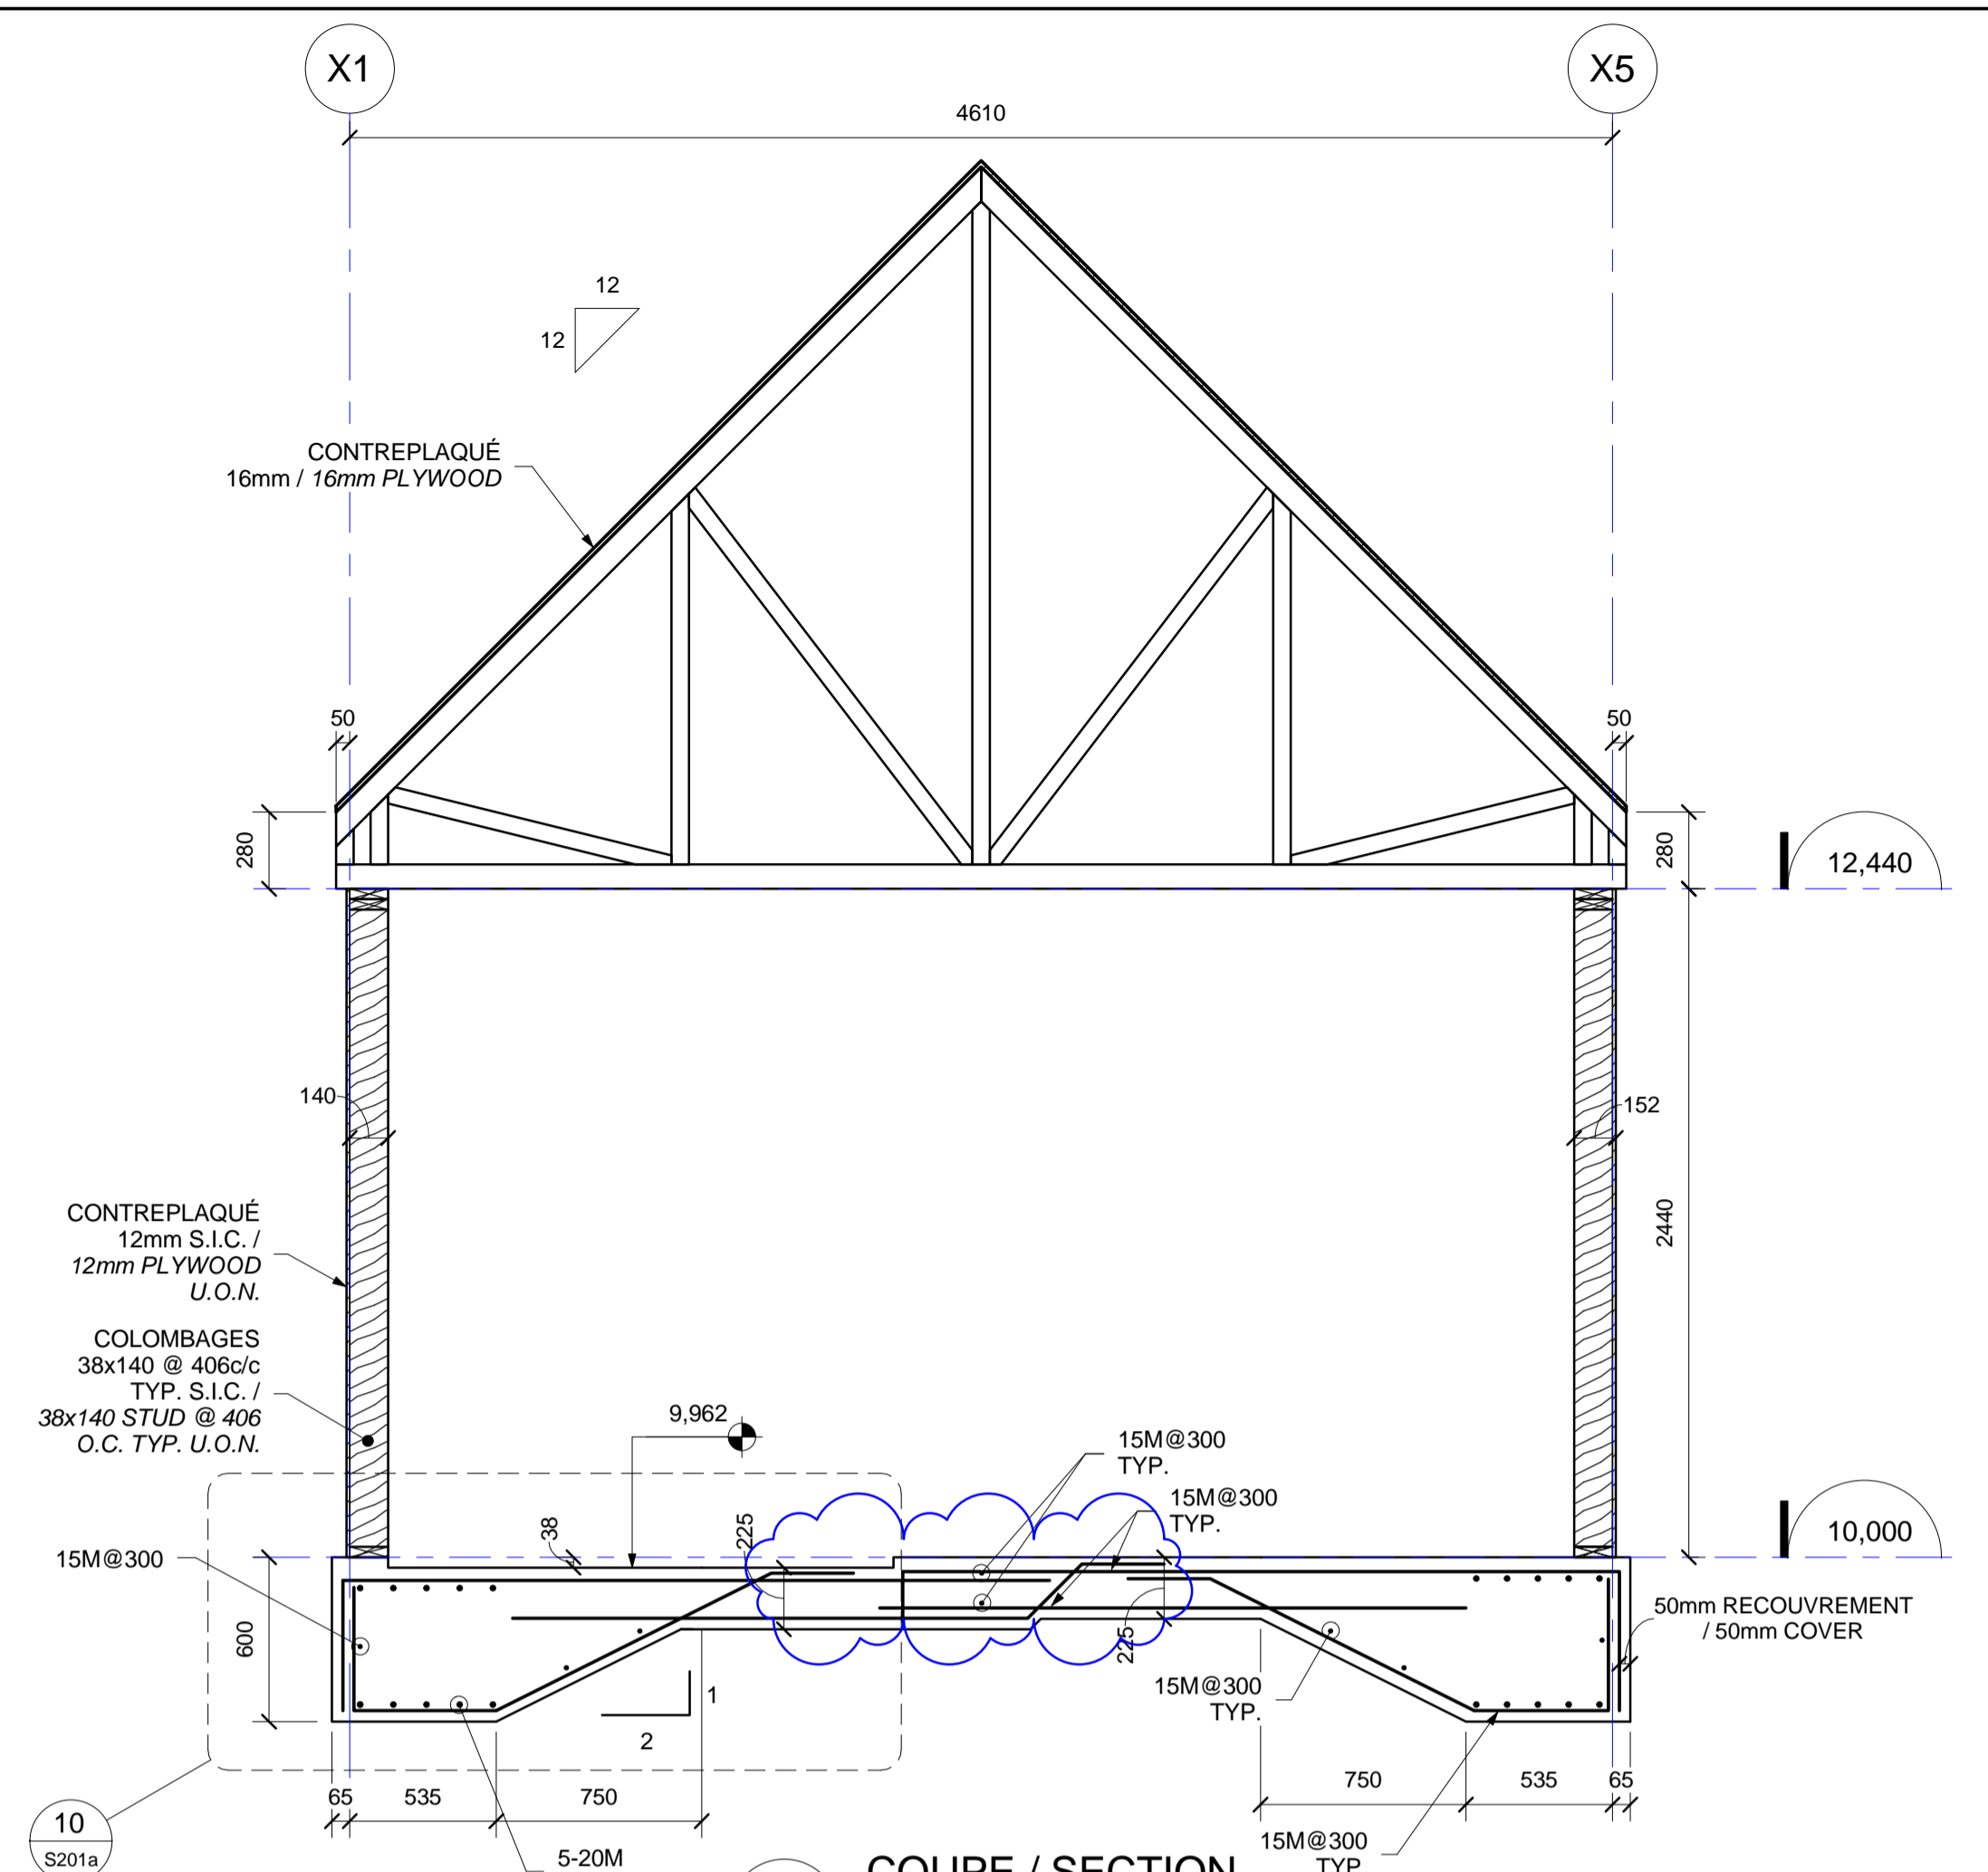 X1
X5
4610
12
12
CONTREPLAQUÉ
16mm / 16mm PLYWOOD
50
50
280
280
12,440
140
152
2440
CONTREPLAQUÉ
12mm S.I.C. /
12mm PLYWOOD
U.O.N.
COLOMBAGES
38x140 @ 406c/c
TYP. S.I.C. /
38x140 STUD @ 406
O.C. TYP. U.O.N.
9,962
15M@300
TYP.
15M@300
TYP.
38
225
10,000
15M@300
600
225
50mm RECOUVREMENT
/ 50mm COVER
15M@300
TYP.
1
2
65
535
750
750
535
65
10
S201a
5-20M
COUPE / SECTION
15M@300
TYP